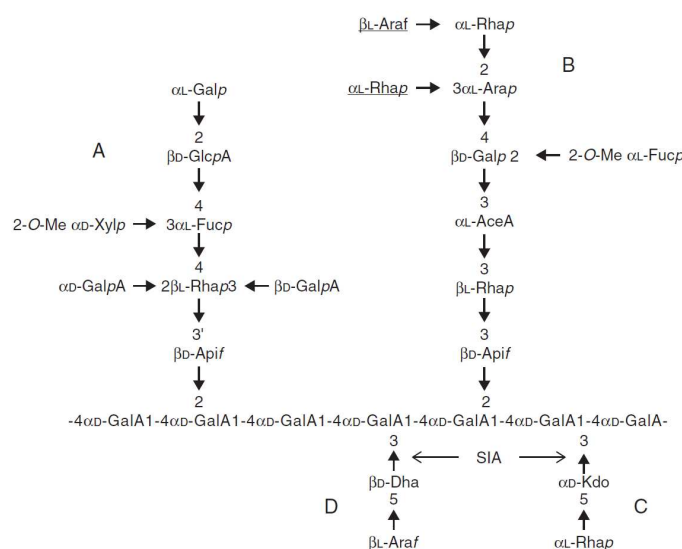 βL-Araf αL-Rhap
B
2
αL-Rhap 3αL-Arap
αL-Galp
4
A
2
βD-GlcpA
βD-Galp 2 2-O-Me αL-Fucp
3
4
αL-AceA
2-O-Me αD-Xylp 3αL-Fucp
4
3
αD-GalpA 2βL-Rhap3 βD-GalpA
βL-Rhap
3'
3
βD-Apif
βD-Apif
2
2
-4αD-GalA1-4αD-GalA1-4αD-GalA1-4αD-GalA1-4αD-GalA1-4αD-GalA1-4αD-GalA-
3 SIA 3
βD-Dha αD-Kdo
D 5 5 C
βL-Araf αL-Rhap